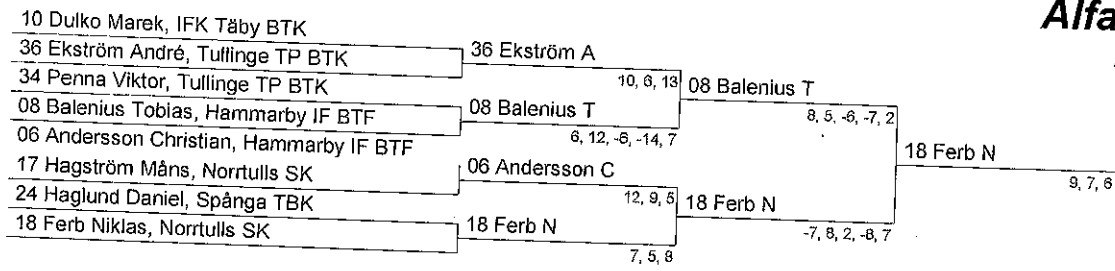 Alfa
10 Dulko Marek, IFK Täby BTK
36 Ekström André, Tullinge TP BTK
34 Penna Viktor, Tullinge TP BTK
08 Balenius Tobias, Hammarby IF BTF
06 Andersson Christian, Hammarby IF BTF
17 Hagström Måns, Norrtulls SK
24 Haglund Daniel, Spånga TBK
18 Ferb Niklas, Norrtulls SK
36 Ekström A
10, 6, 13
08 Balenius T
6, 12, -6, -14, 7
06 Andersson C
12, 9, 5
18 Ferb N
7, 5, 8
08 Balenius T
8, 5, -6, -7, 2
18 Ferb N
-7, 8, 2, -8, 7
18 Ferb N
9, 7, 6